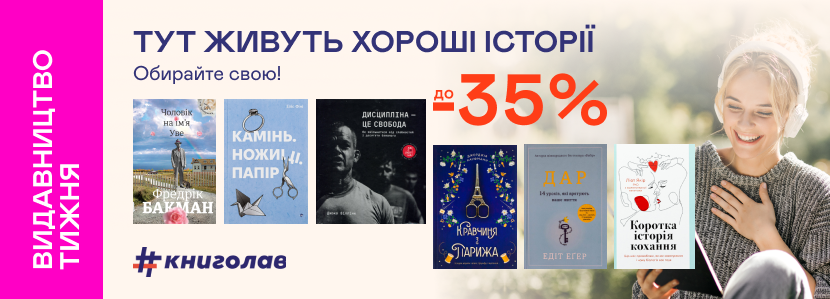 ВИДАВНИЦТВО
ТИЖНЯ
ТУТ ЖИВУТЬ ХОРОШІ ІСТОРІЇ
Обирайте свою!
до
-35%
Чоловік
на ім'я
Уве
Фредрік
БАКМАН
КАМІНЬ.
НОЖИЦІ.
ПАПІР
ДИСЦИПЛІНА –
ЦЕ СВОБОДА
КРАВЧИНЯ
З
ПАРИЖА
ДАР
14 уроків, які врятують
ваше життя
ЕДІТ ЕГЕР
Коротка
історія
кохання
#книголав